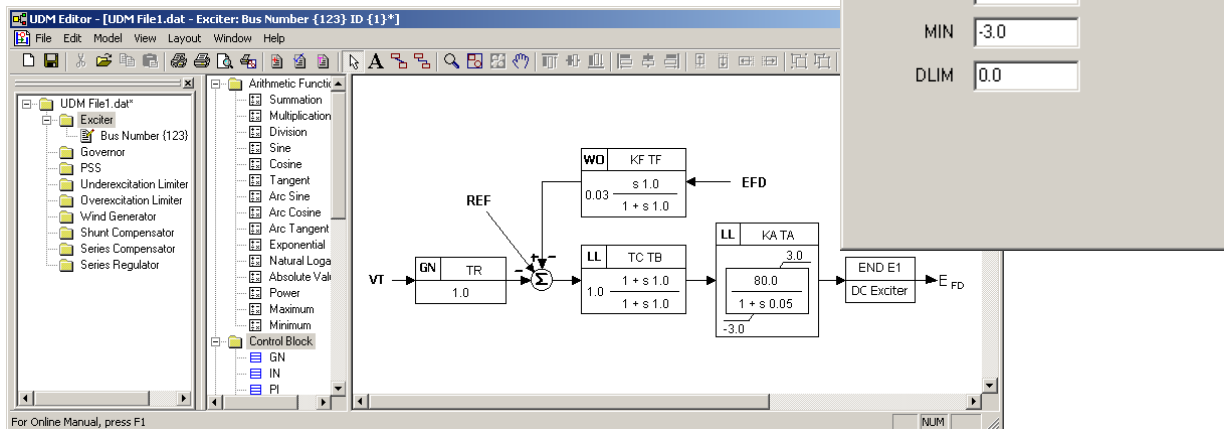 UDM Editor - [UDM File1.dat - Exciter: Bus Number {123} ID {1}*]
File Edit Model View Layout Window Help
UDM File1.dat*
Exciter
Bus Number {123}
Governor
PSS
Underexcitation Limiter
Overexcitation Limiter
Wind Generator
Shunt Compensator
Series Compensator
Series Regulator
Arithmetic Functic
Summation
Multiplication
Division
Sine
Cosine
Tangent
Arc Sine
Arc Cosine
Arc Tangent
Exponential
Natural Loga
Absolute Valu
Power
Maximum
Minimum
Control Block
GN
IN
PI
WO KF TF
0.03 s 1.0
1 + s 1.0
EFD
REF
VT
GN TR
1.0
- + -
Σ
LL TC TB
1.0 1 + s 1.0
1 + s 1.0
LL KA TA
3.0
80.0
1 + s 0.05
-3.0
END E1
DC Exciter
E FD
MIN -3.0
DLIM 0.0
For Online Manual, press F1
NUM